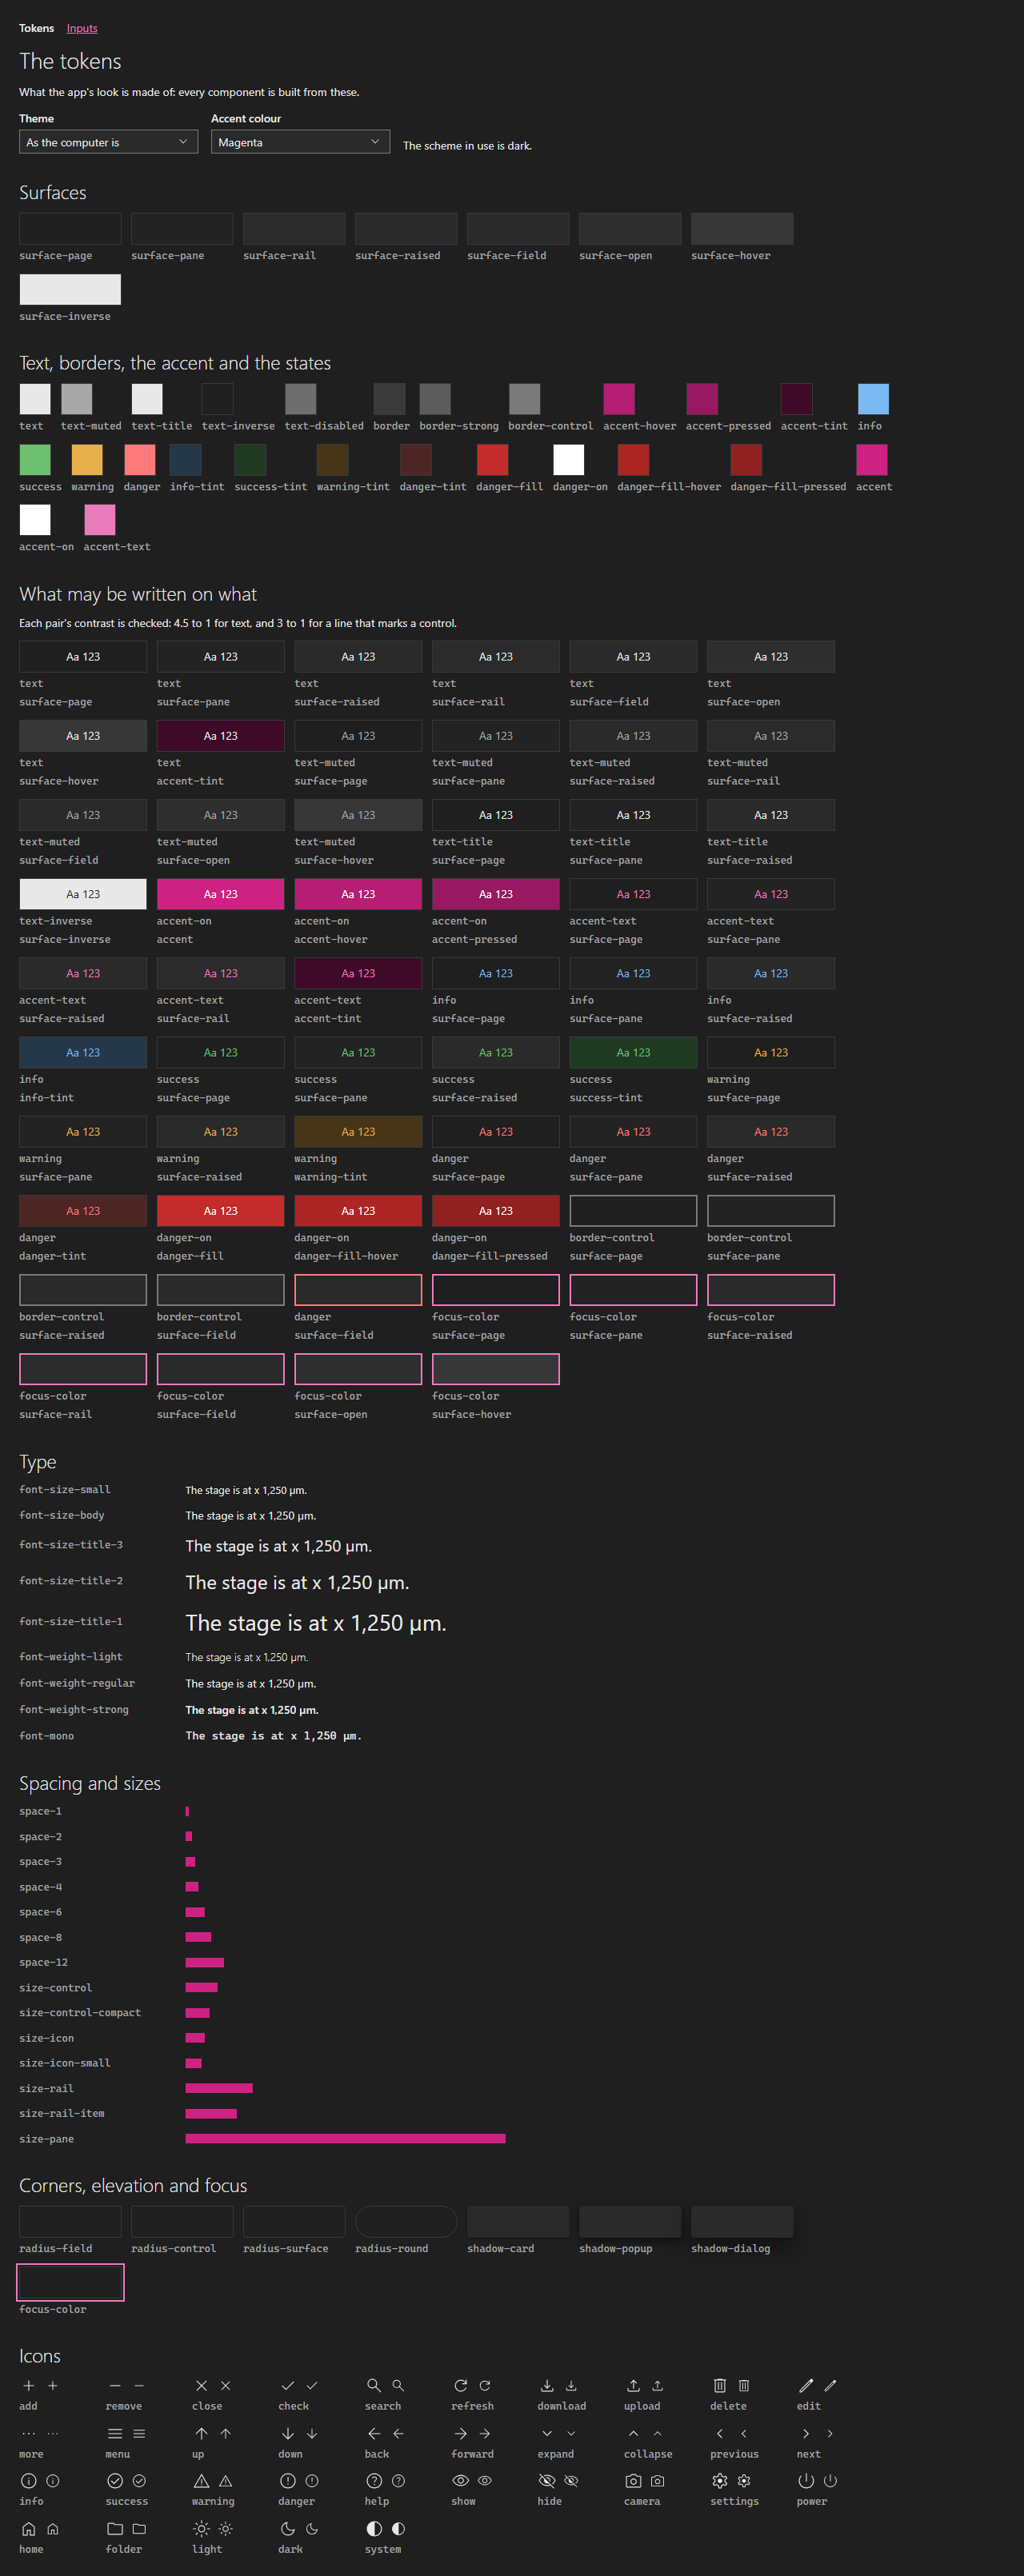 Tokens Inputs
The tokens
What the app's look is made of: every component is built from these.
Theme Accent colour
As the computer is Magenta The scheme in use is dark.
Surfaces
surface-page surface-pane surface-rail surface-raised surface-field surface-open surface-hover
surface-inverse
Text, borders, the accent and the states
text text-muted text-title text-inverse text-disabled border border-strong border-control accent-hover accent-pressed accent-tint info
success warning danger info-tint success-tint warning-tint danger-tint danger-fill danger-on danger-fill-hover danger-fill-pressed accent
accent-on accent-text
What may be written on what
Each pair's contrast is checked: 4.5 to 1 for text, and 3 to 1 for a line that marks a control.
Aa 123 Aa 123 Aa 123 Aa 123 Aa 123 Aa 123
text text text text text text
surface-page surface-pane surface-raised surface-rail surface-field surface-open
Aa 123 Aa 123 Aa 123 Aa 123 Aa 123 Aa 123
text text text-muted text-muted text-muted text-muted
surface-hover accent-tint surface-page surface-pane surface-raised surface-rail
Aa 123 Aa 123 Aa 123 Aa 123 Aa 123 Aa 123
text-muted text-muted text-muted text-title text-title text-title
surface-field surface-open surface-hover surface-page surface-pane surface-raised
Aa 123 Aa 123 Aa 123 Aa 123 Aa 123 Aa 123
text-inverse accent-on accent-on accent-on accent-text accent-text
surface-inverse accent accent-hover accent-pressed surface-page surface-pane
Aa 123 Aa 123 Aa 123 Aa 123 Aa 123 Aa 123
accent-text accent-text accent-text info info info
surface-raised surface-rail accent-tint surface-page surface-pane surface-raised
Aa 123 Aa 123 Aa 123 Aa 123 Aa 123 Aa 123
info success success success success warning
info-tint surface-page surface-pane surface-raised success-tint surface-page
Aa 123 Aa 123 Aa 123 Aa 123 Aa 123 Aa 123
warning warning warning danger danger danger
surface-pane surface-raised warning-tint surface-page surface-pane surface-raised
Aa 123 Aa 123 Aa 123 Aa 123
danger danger-on danger-on danger-on border-control border-control
danger-tint danger-fill danger-fill-hover danger-fill-pressed surface-page surface-pane
border-control border-control danger focus-color focus-color focus-color
surface-raised surface-field surface-field surface-page surface-pane surface-raised
focus-color focus-color focus-color focus-color
surface-rail surface-field surface-open surface-hover
Type
font-size-small The stage is at x 1,250 µm.
font-size-body The stage is at x 1,250 µm.
font-size-title-3 The stage is at x 1,250 µm.
font-size-title-2 The stage is at x 1,250 µm.
font-size-title-1 The stage is at x 1,250 µm.
font-weight-light The stage is at x 1,250 µm.
font-weight-regular The stage is at x 1,250 µm.
font-weight-strong The stage is at x 1,250 µm.
font-mono The stage is at x 1,250 µm.
Spacing and sizes
space-1
space-2
space-3
space-4
space-6
space-8
space-12
size-control
size-control-compact
size-icon
size-icon-small
size-rail
size-rail-item
size-pane
Corners, elevation and focus
radius-field radius-control radius-surface radius-round shadow-card shadow-popup shadow-dialog
focus-color
Icons
add remove close check search refresh download upload delete edit
more menu up down back forward expand collapse previous next
info success warning danger help show hide camera settings power
home folder light dark system